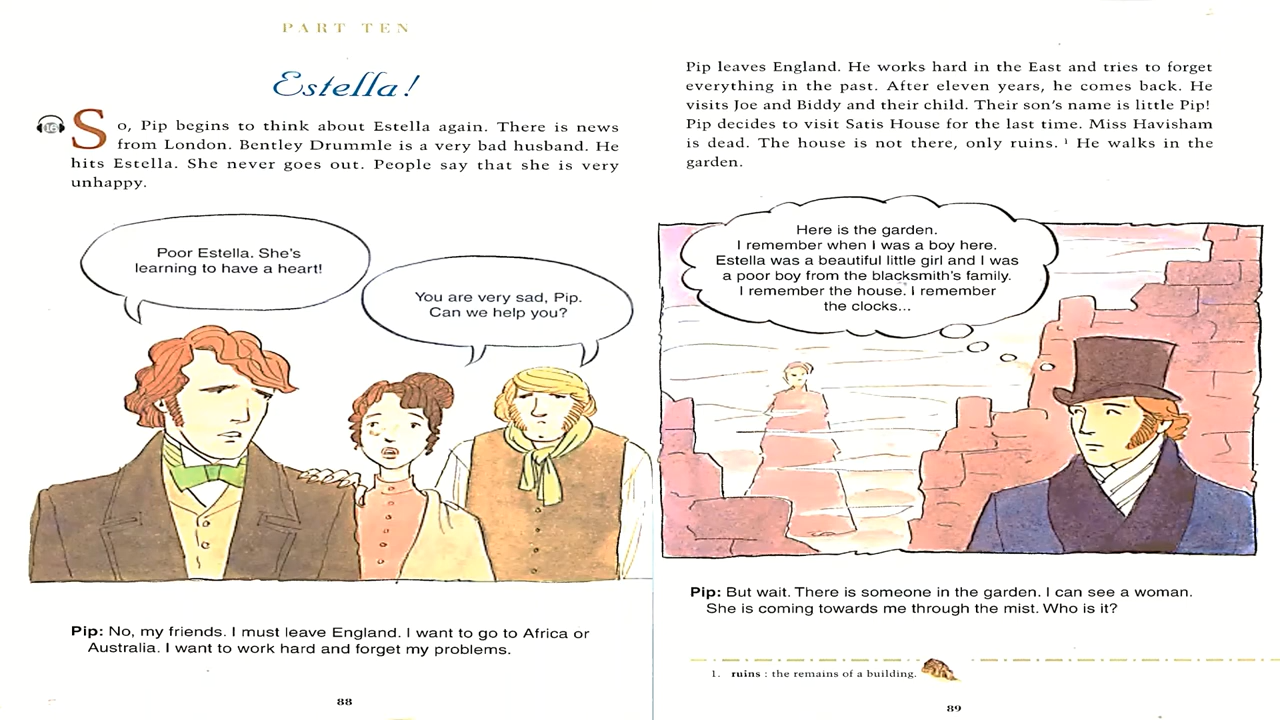 PART TEN
Estella!
So, Pip begins to think about Estella again. There is news
from London. Bentley Drummle is a very bad husband. He
hits Estella. She never goes out. People say that she is very
unhappy.
Poor Estella. She's
learning to have a heart!
You are very sad, Pip.
Can we help you?
Pip: No, my friends. I must leave England. I want to go to Africa or
Australia. I want to work hard and forget my problems.
88
Pip leaves England. He works hard in the East and tries to forget
everything in the past. After eleven years, he comes back. He
visits Joe and Biddy and their child. Their son's name is little Pip!
Pip decides to visit Satis House for the last time. Miss Havisham
is dead. The house is not there, only ruins. ¹ He walks in the
garden.
Here is the garden.
I remember when I was a boy here.
Estella was a beautiful little girl and I was
a poor boy from the blacksmith's family.
I remember the house. I remember
the clocks...
Pip: But wait. There is someone in the garden. I can see a woman.
She is coming towards me through the mist. Who is it?
1. ruins : the remains of a building.
89